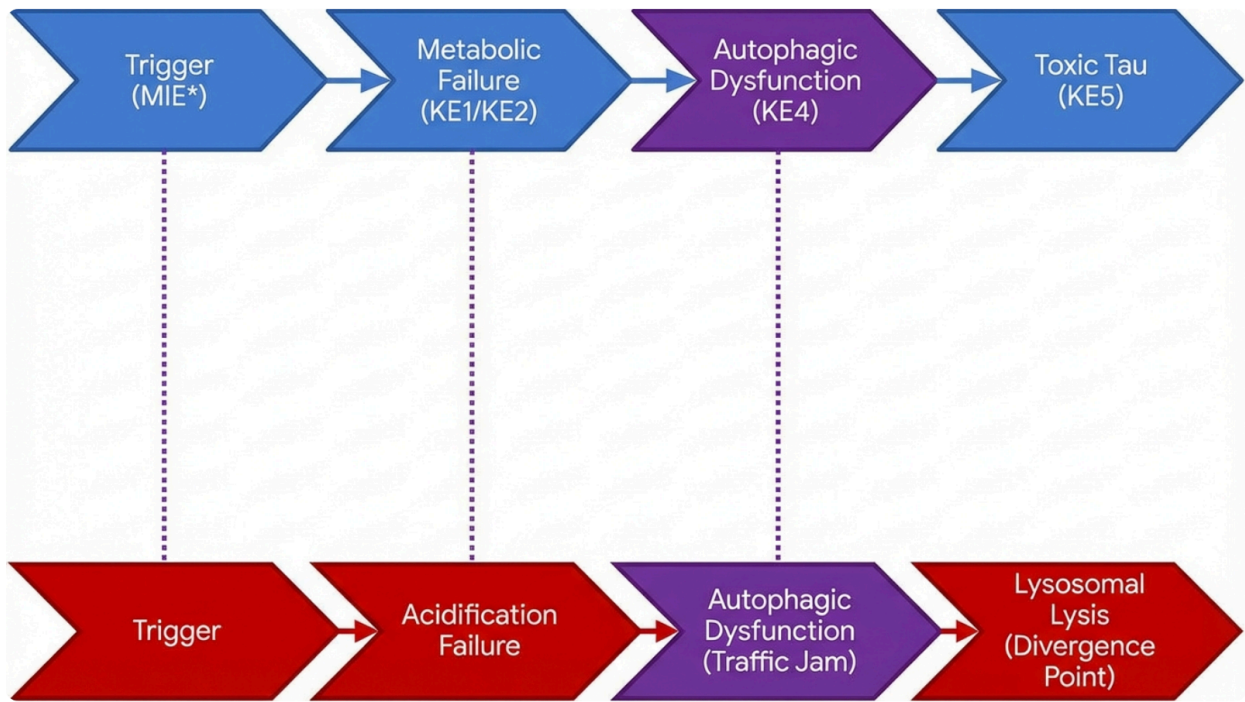 Trigger
(MIE*)
Metabolic
Failure
(KE1/KE2)
Autophagic
Dysfunction
(KE4)
Toxic Tau
(KE5)
Trigger
Acidification
Failure
Autophagic
Dysfunction
(Traffic Jam)
Lysosomal
Lysis
(Divergence
Point)